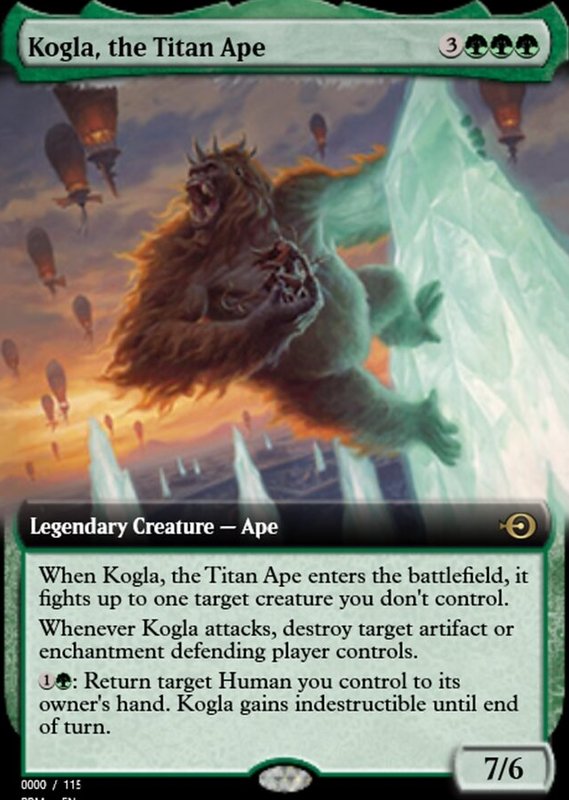 Kogla, the Titan Ape
3
Legendary Creature — Ape
When Kogla, the Titan Ape enters the battlefield, it
fights up to one target creature you don't control.
Whenever Kogla attacks, destroy target artifact or
enchantment defending player controls.
1: Return target Human you control to its
owner's hand. Kogla gains indestructible until end
of turn.
7/6
0000 / 115